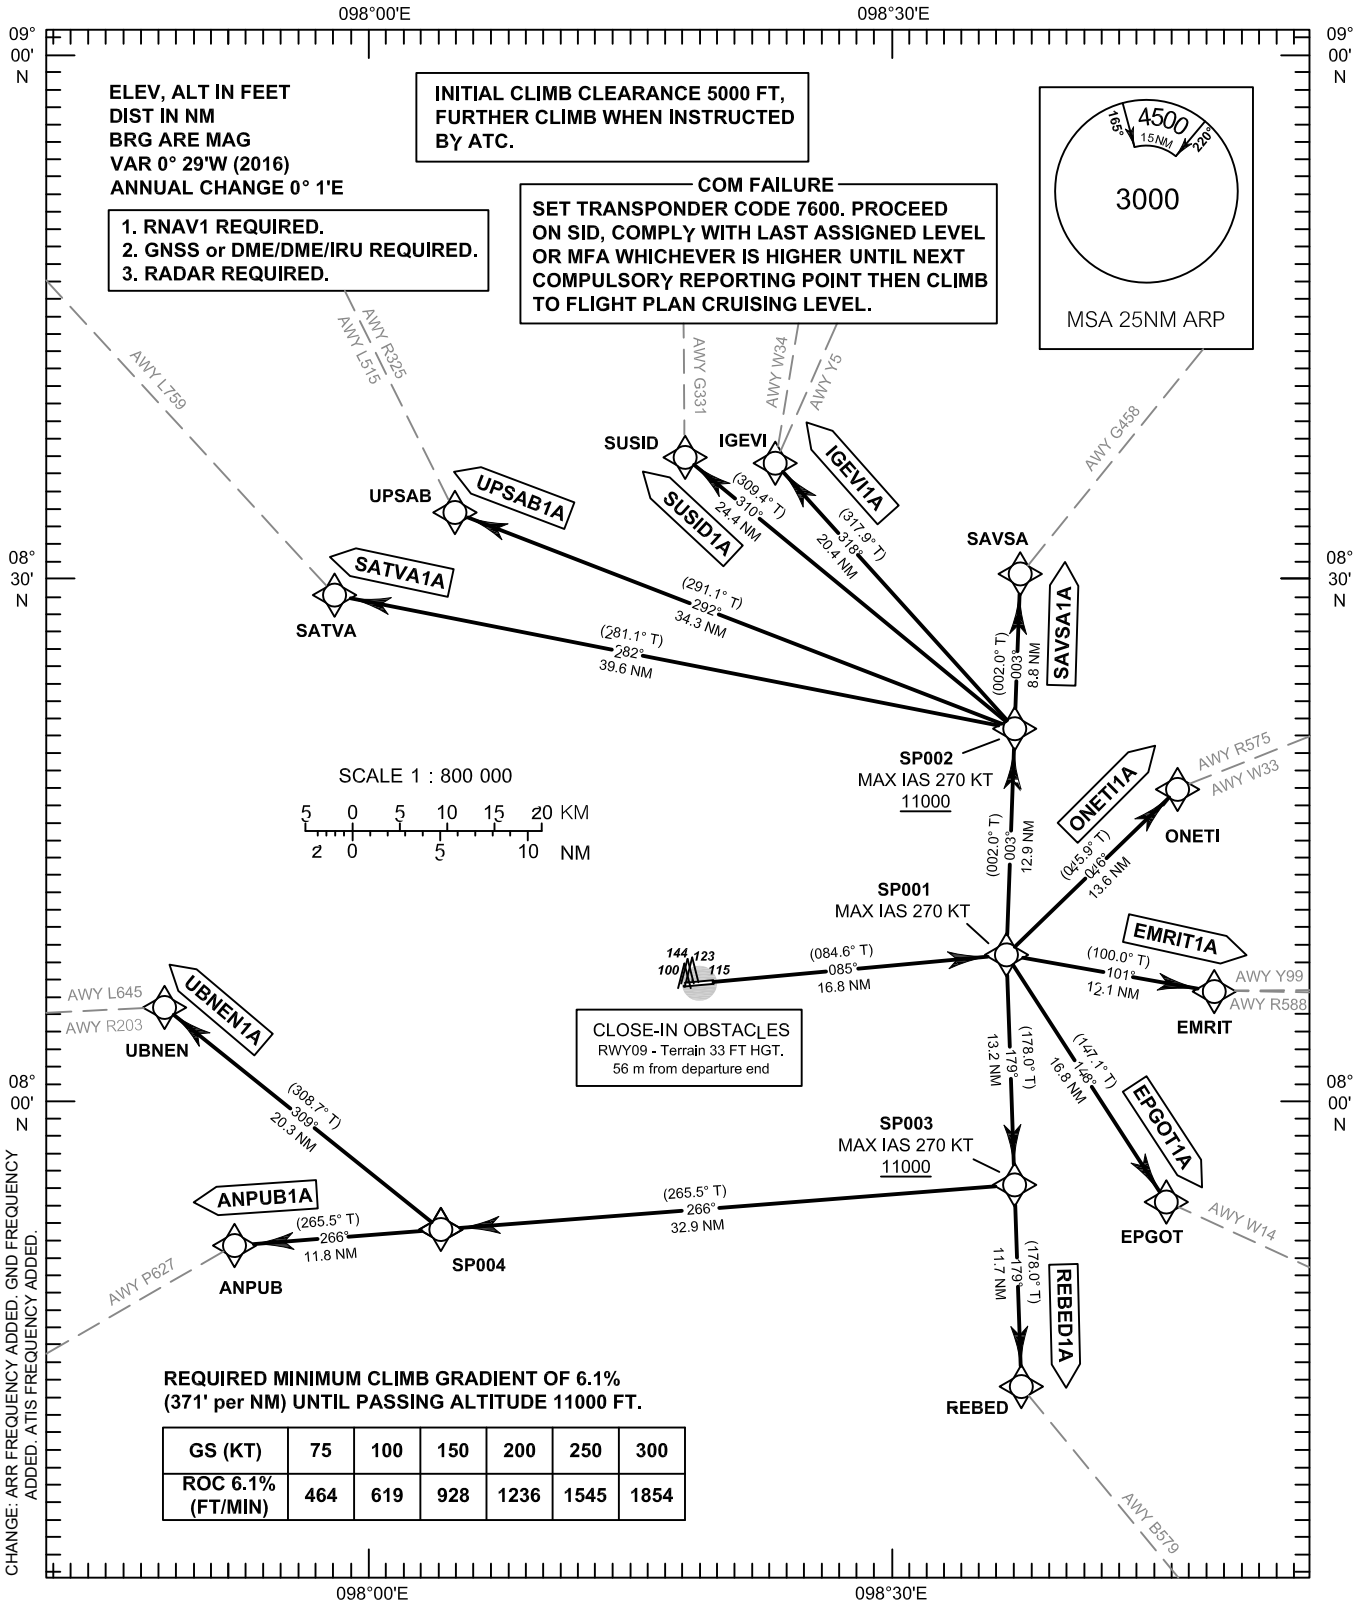 098°00'E
098°30'E
09°
00'
N
09°
00'
N
ELEV, ALT IN FEET
DIST IN NM
BRG ARE MAG
VAR 0° 29'W (2016)
ANNUAL CHANGE 0° 1'E
INITIAL CLIMB CLEARANCE 5000 FT,
FURTHER CLIMB WHEN INSTRUCTED
BY ATC.
165°
4500
15NM
220°
3000
MSA 25NM ARP
1. RNAV1 REQUIRED.
2. GNSS or DME/DME/IRU REQUIRED.
3. RADAR REQUIRED.
COM FAILURE
SET TRANSPONDER CODE 7600. PROCEED
ON SID, COMPLY WITH LAST ASSIGNED LEVEL
OR MFA WHICHEVER IS HIGHER UNTIL NEXT
COMPULSORY REPORTING POINT THEN CLIMB
TO FLIGHT PLAN CRUISING LEVEL.
AWY L759
AWY R325
AWY L515
AWY G331
AWY W34
AWY Y5
AWY G458
SUSID
IGEVI
IGEVI1A
UPSAB
UPSAB1A
SUSID1A
(309.4° T)
310°
24.4 NM
(317.9° T)
318°
20.4 NM
SAVSA
08°
30'
N
08°
30'
N
SATVA1A
SATVA
(291.1° T)
292°
34.3 NM
(281.1° T)
282°
39.6 NM
(002.0° T)
003°
8.8 NM
SAVSA1A
SP002
MAX IAS 270 KT
11000
SCALE 1 : 800 000
5 0 5 10 15 20 KM
2 0 5 10 NM
AWY R575
AWY W33
ONETI1A
ONETI
(002.0° T)
003°
12.9 NM
(045.9° T)
046°
13.6 NM
SP001
MAX IAS 270 KT
EMRIT1A
(100.0° T)
101°
12.1 NM
AWY Y99
AWY R588
EMRIT
144
123
100
115
(084.6° T)
085°
16.8 NM
CLOSE-IN OBSTACLES
RWY09 - Terrain 33 FT HGT.
56 m from departure end
AWY L645
AWY R203
UBNEN
UBNEN1A
(308.7° T)
309°
20.3 NM
(178.0° T)
179°
13.2 NM
(147.1° T)
148°
16.8 NM
08°
00'
N
08°
00'
N
EPGOT1A
EPGOT
AWY W14
SP003
MAX IAS 270 KT
11000
(265.5° T)
266°
32.9 NM
ANPUB1A
(265.5° T)
266°
11.8 NM
SP004
ANPUB
AWY P627
(178.0° T)
179°
11.7 NM
REBED1A
REBED
AWY B579
REQUIRED MINIMUM CLIMB GRADIENT OF 6.1%
(371' per NM) UNTIL PASSING ALTITUDE 11000 FT.
GS (KT) 75 100 150 200 250 300
ROC 6.1%
(FT/MIN) 464 619 928 1236 1545 1854
CHANGE: ARR FREQUENCY ADDED. GND FREQUENCY
ADDED. ATIS FREQUENCY ADDED.
098°00'E
098°30'E